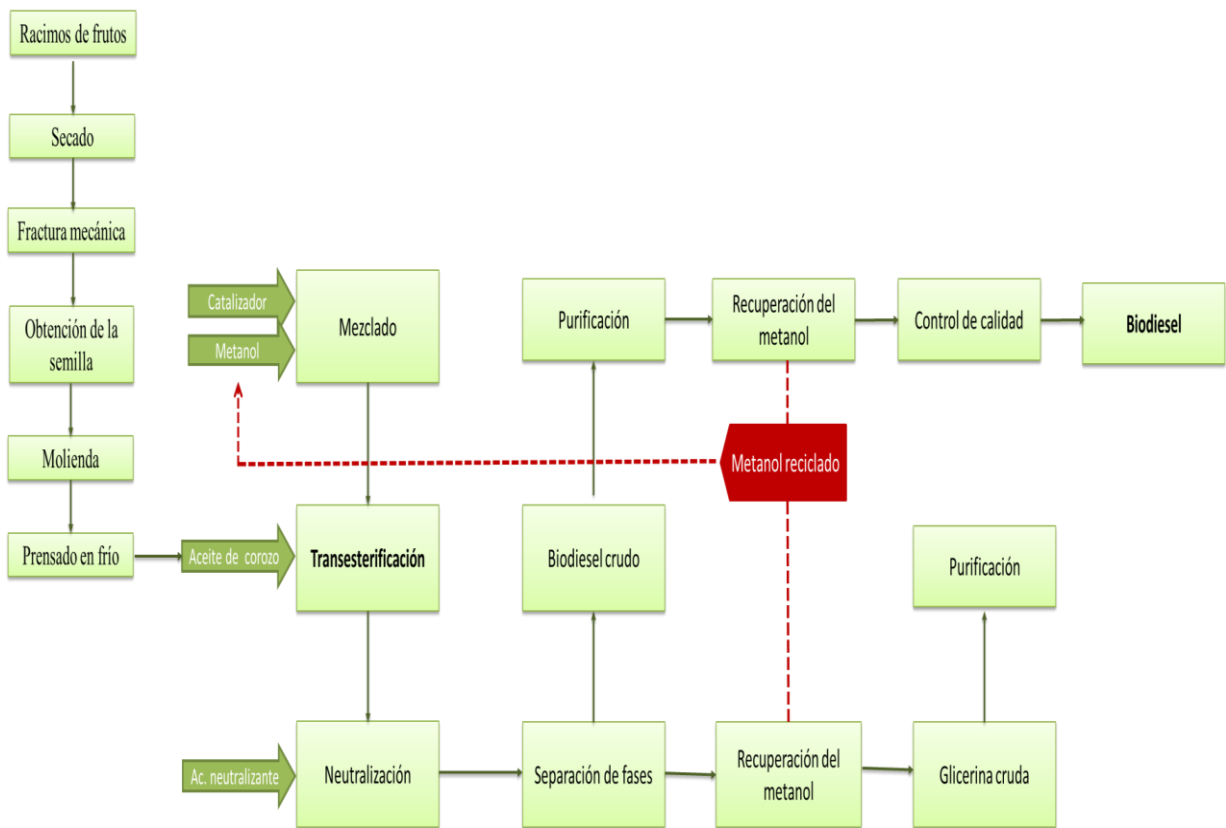 Racimos de frutos
Secado
Fractura mecánica
Obtención de la
semilla
Molienda
Prensado en frío
Catalizador
Metanol
Mezclado
Aceite de corozo
Transesterificación
Ac. neutralizante
Neutralización
Separación de fases
Biodiesel crudo
Purificación
Recuperación del
metanol
Control de calidad
Biodiesel
Metanol reciclado
Recuperación del
metanol
Glicerina cruda
Purificación